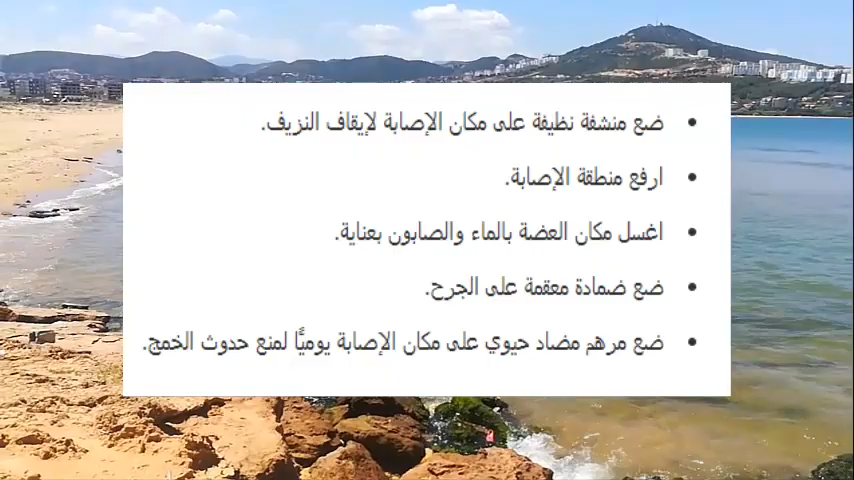 ضع منشفة نظيفة على مكان الإصابة لإيقاف النزيف.
ارفع منطقة الإصابة.
اغسل مكان العضة بالماء والصابون بعناية.
ضع ضمادة معقمة على الجرح.
ضع مرهم مضاد حيوي على مكان الإصابة يوميًّا لمنع حدوث الخمج.